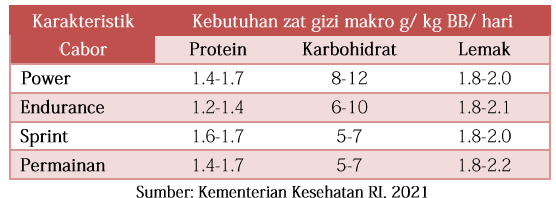 Karakteristik Cabor Kebutuhan zat gizi makro g/ kg BB/ hari
Protein Karbohidrat Lemak
Power 1.4-1.7 8-12 1.8-2.0
Endurance 1.2-1.4 6-10 1.8-2.1
Sprint 1.6-1.7 5-7 1.8-2.0
Permainan 1.4-1.7 5-7 1.8-2.2
Sumber: Kementerian Kesehatan RI, 2021